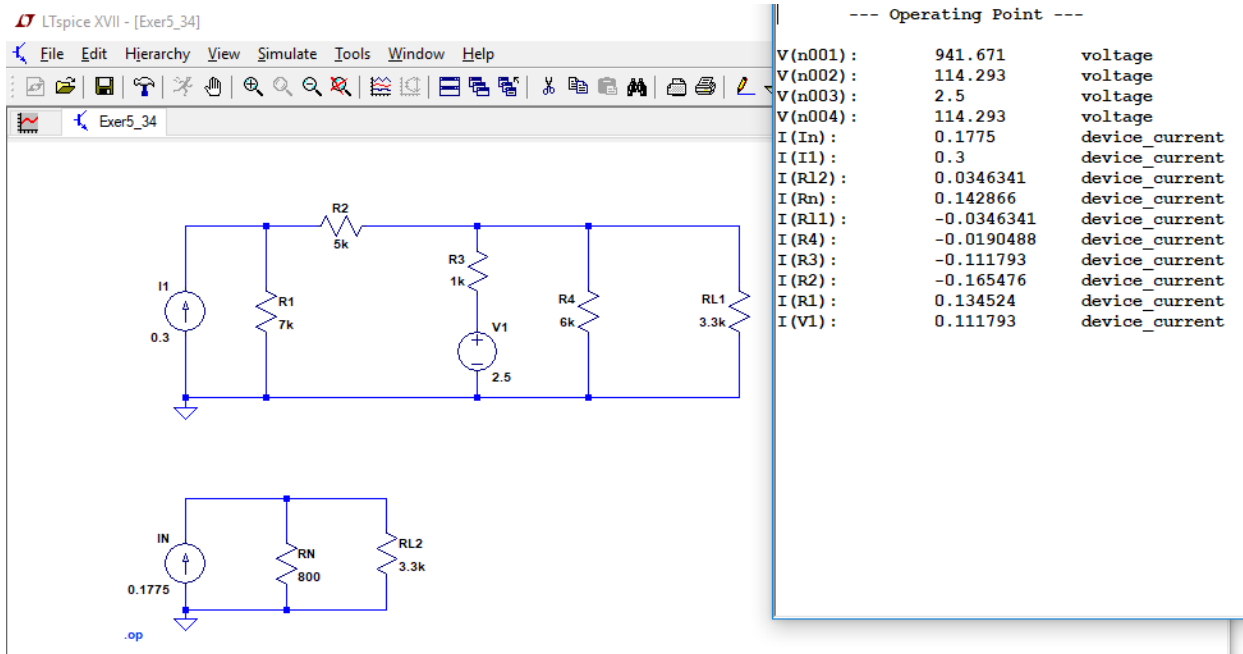 LTspice XVII - [Exer5_34]
File Edit Hierarchy View Simulate Tools Window Help
Exer5_34
R2
5k
R3
1k
I1
0.3
R1
7k
R4
6k
RL1
3.3k
V1
2.5
IN
0.1775
RN
800
RL2
3.3k
.op
--- Operating Point ---
V(n001): 941.671 voltage
V(n002): 114.293 voltage
V(n003): 2.5 voltage
V(n004): 114.293 voltage
I(In): 0.1775 device_current
I(I1): 0.3 device_current
I(Rl2): 0.0346341 device_current
I(Rn): 0.142866 device_current
I(Rl1): -0.0346341 device_current
I(R4): -0.0190488 device_current
I(R3): -0.111793 device_current
I(R2): -0.165476 device_current
I(R1): 0.134524 device_current
I(V1): 0.111793 device_current